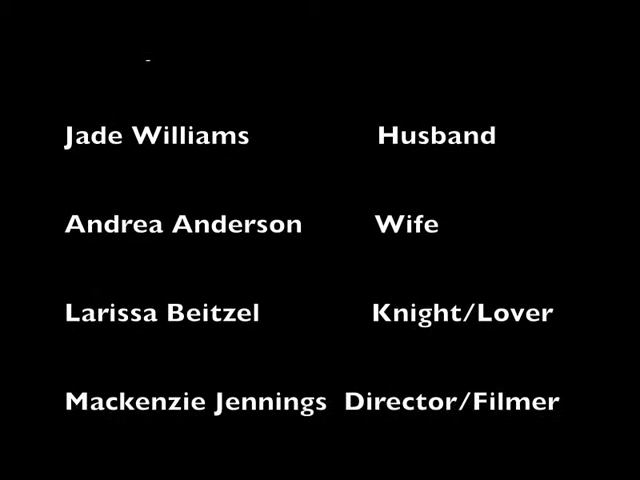 Jade Williams Husband
Andrea Anderson Wife
Larissa Beitzel Knight/Lover
Mackenzie Jennings Director/Filmer